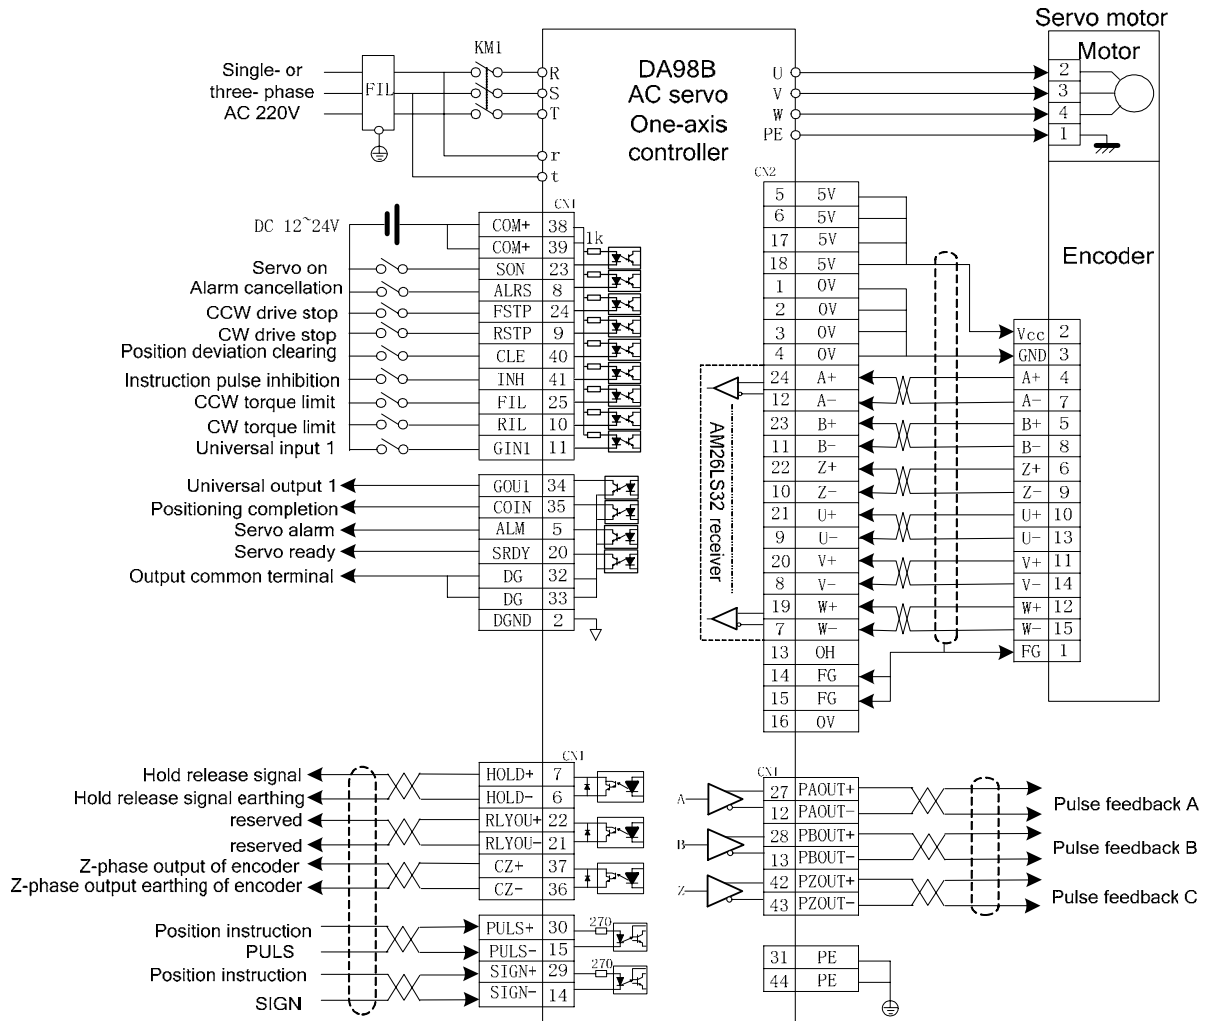 Servo motor
Motor
KM1
Single- or
three- phase
AC 220V
FIL
R
S
T
r
t
DA98B
AC servo
One-axis
controller
U
V
W
PE
2
3
4
1
CN1
DC 12~24V
COM+ 38
COM+ 39
1k
Servo on SON 23
Alarm cancellation ALRS 8
CCW drive stop FSTP 24
CW drive stop RSTP 9
Position deviation clearing CLE 40
Instruction pulse inhibition INH 41
CCW torque limit FIL 25
CW torque limit RIL 10
Universal input 1 GIN1 11
Universal output 1 GOU1 34
Positioning completion COIN 35
Servo alarm ALM 5
Servo ready SRDY 20
Output common terminal DG 32
DG 33
DGND 2
CN2
5 5V
6 5V
17 5V
18 5V
1 0V
2 0V
3 0V
4 0V
24 A+
12 A-
23 B+
11 B-
22 Z+
10 Z-
21 U+
9 U-
20 V+
8 V-
19 W+
7 W-
13 OH
14 FG
15 FG
16 0V
AM26LS32 receiver
Encoder
Vcc 2
GND 3
A+ 4
A- 7
B+ 5
B- 8
Z+ 6
Z- 9
U+ 10
U- 13
V+ 11
V- 14
W+ 12
W- 15
FG 1
CN1
Hold release signal HOLD+ 7
Hold release signal earthing HOLD- 6
reserved RLYOU+ 22
reserved RLYOU- 21
Z-phase output of encoder CZ+ 37
Z-phase output earthing of encoder CZ- 36
Position instruction PULS+ 30 270
PULS PULS- 15
Position instruction SIGN+ 29 270
SIGN SIGN- 14
CN1
A 27 PAOUT+
12 PAOUT-
Pulse feedback A
B 28 PBOUT+
13 PBOUT-
Pulse feedback B
Z 42 PZOUT+
43 PZOUT-
Pulse feedback C
31 PE
44 PE